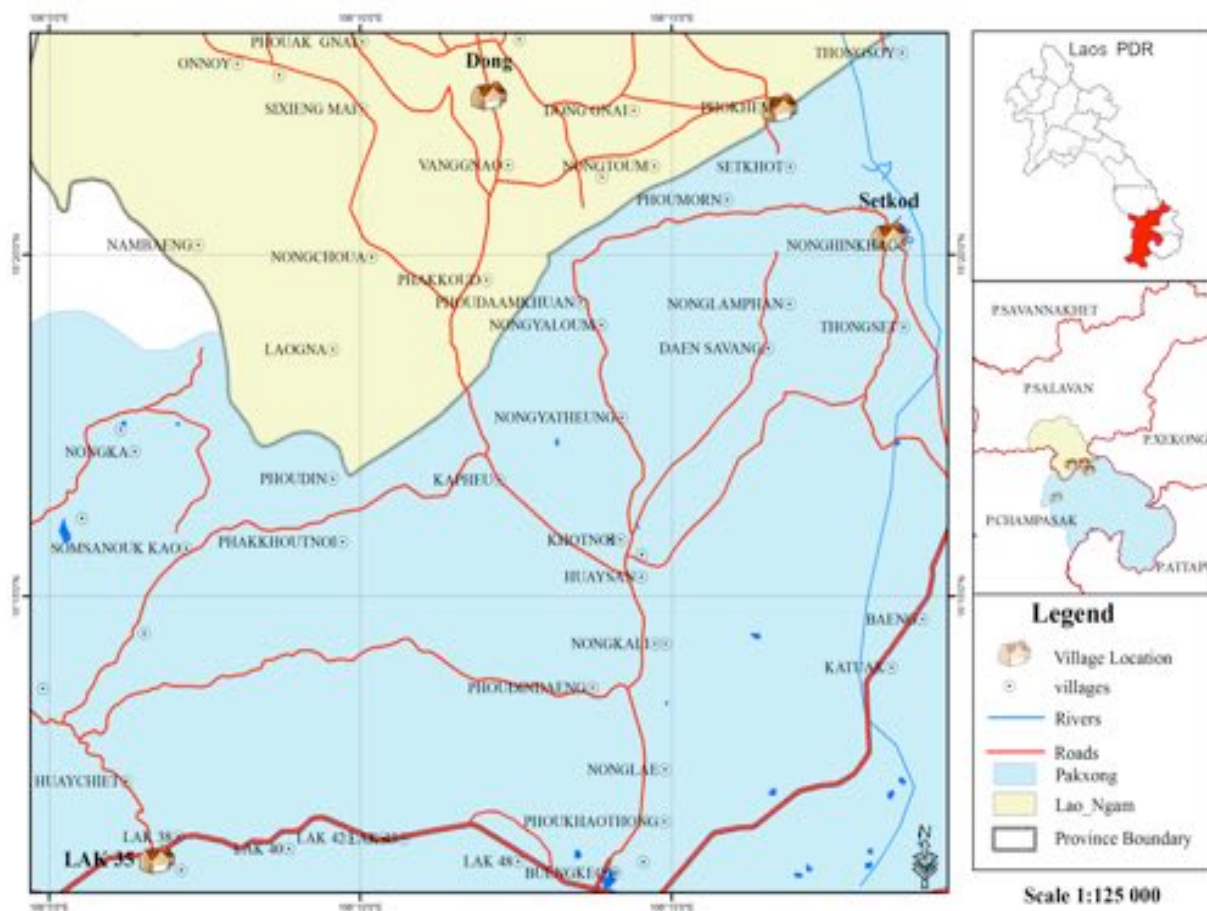 PHOUAK GNAI
Dong
THONGSOY
ONNOY
SIXIENG MAI
DONG GNAI
VANGGNAO
NONGTOUM
SETKHOT
PHOUMORN
Setkod
NAMBAENG
NONGCHOUA
PHAKKOUD
PHOUDAAMKHUAN
NONGLAMPHAN
NONGYALOUM
THONGSET
LAOGNA
DAEN SAVANG
NONGYATHEUNG
NONGKA
PHOUDIN
KAPHEU
SOMSANOUK KAO
PHAKKHOUTNOI
KHOTNOI
HUAYSAN
BAENG
NONGKALI
KATUAK
PHOUDINDAENG
HUAYCHIET
NONGLAE
PHOUKHAOTHONG
LAK 38
LAK 40
LAK 42
LAK 35
LAK 48
Laos PDR
P.SAVANNAKHET
P.SALAVAN
P.XEKONG
P.CHAMPASAK
P.ATTAPU
Legend
Village Location
villages
Rivers
Roads
Pakxong
Lao_Ngam
Province Boundary
Scale 1:125 000